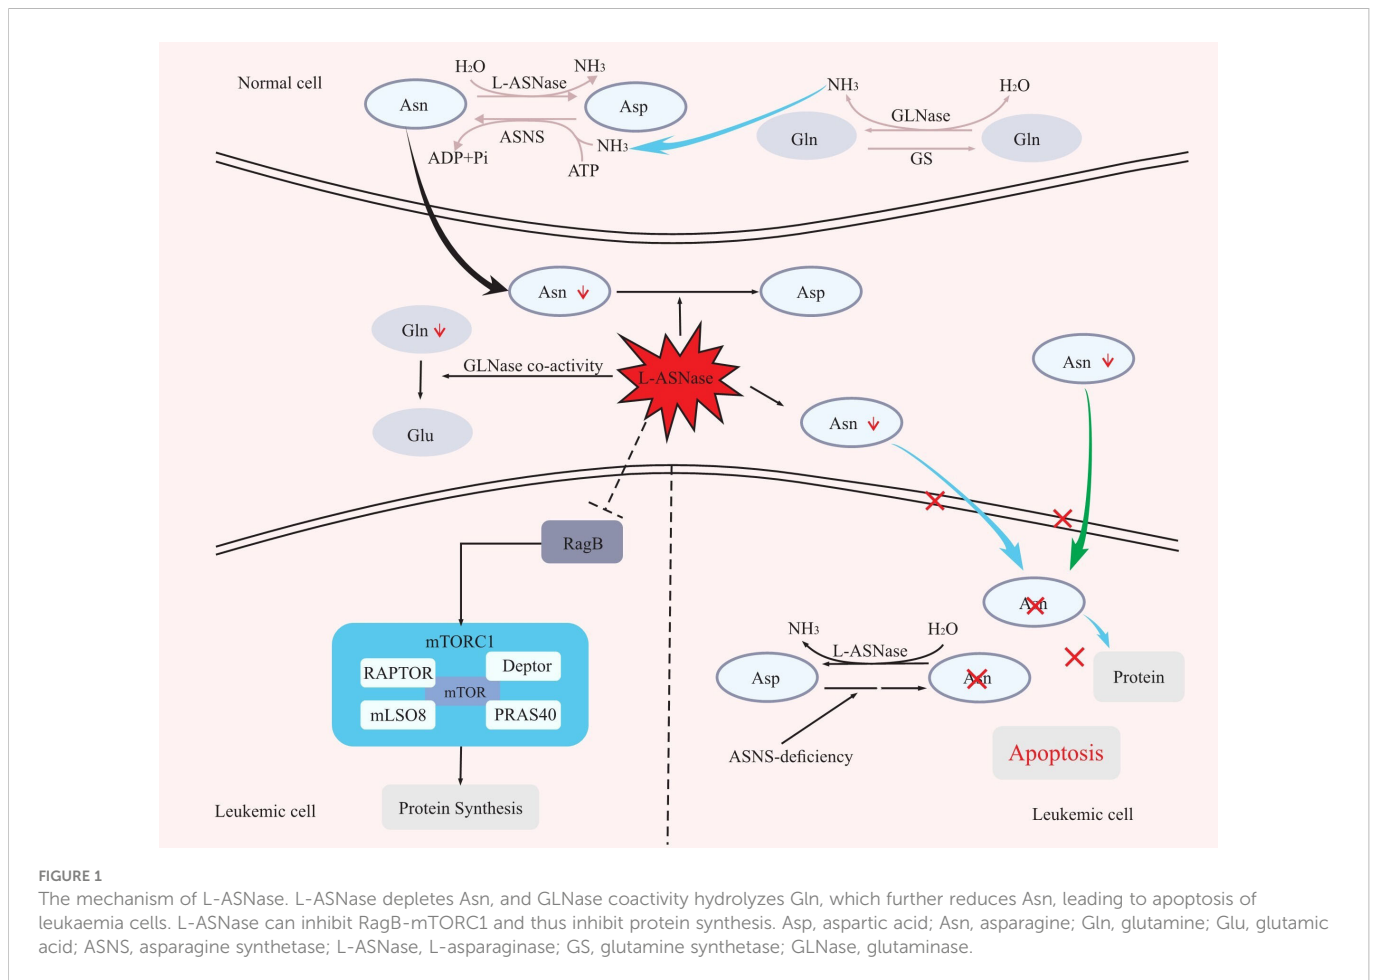 Normal cell
H2O
NH3
L-ASNase
Asn
Asp
ASNS
ADP+Pi
NH3
ATP
NH3
H2O
GLNase
Gln
Gln
GS
Asn
Asp
Gln
GLNase co-activity
L-ASNase
Glu
Asn
Asn
RagB
mTORC1
RAPTOR
Deptor
mTOR
mLSO8
PRAS40
Protein Synthesis
Leukemic cell
Asn
Protein
NH3
L-ASNase
H2O
Asp
Asn
ASNS-deficiency
Apoptosis
Leukemic cell
FIGURE 1
The mechanism of L-ASNase. L-ASNase depletes Asn, and GLNase coactivity hydrolyzes Gln, which further reduces Asn, leading to apoptosis of
leukaemia cells. L-ASNase can inhibit RagB-mTORC1 and thus inhibit protein synthesis. Asp, aspartic acid; Asn, asparagine; Gln, glutamine; Glu, glutamic
acid; ASNS, asparagine synthetase; L-ASNase, L-asparaginase; GS, glutamine synthetase; GLNase, glutaminase.